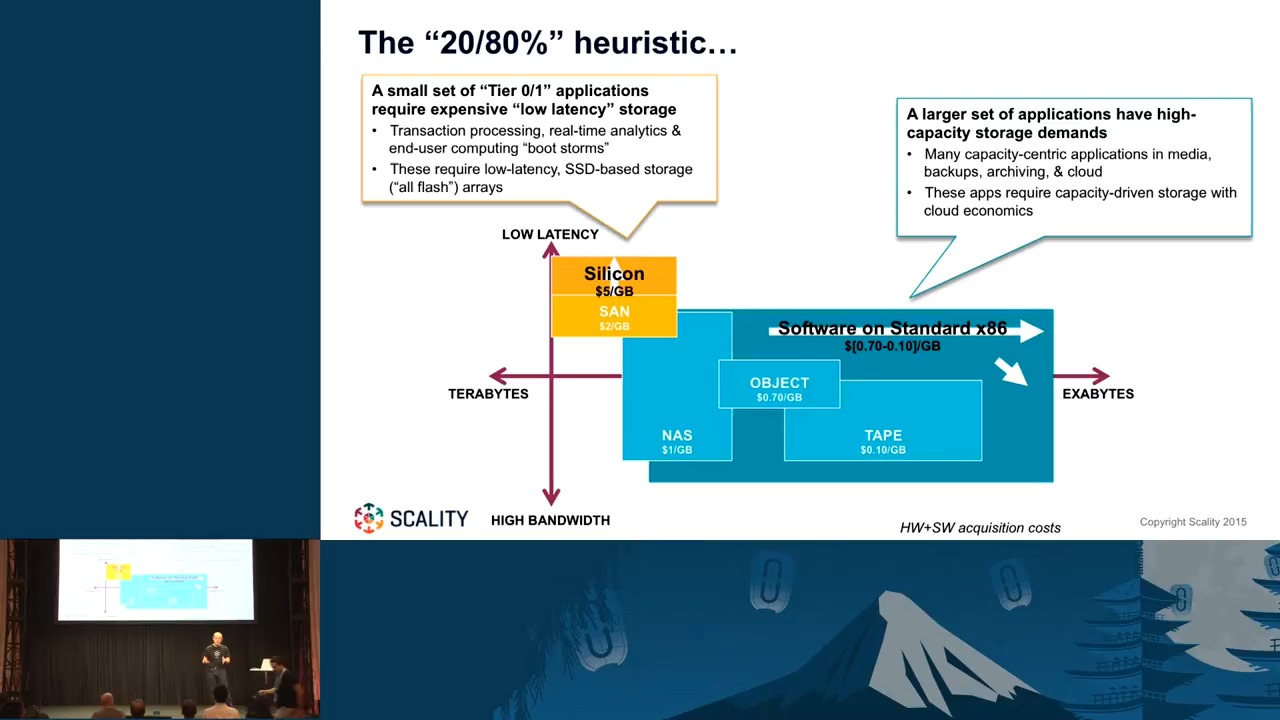 The “20/80%” heuristic…
A small set of “Tier 0/1” applications
require expensive “low latency” storage
• Transaction processing, real-time analytics &
end-user computing “boot storms”
• These require low-latency, SSD-based storage
(“all flash”) arrays
A larger set of applications have high-
capacity storage demands
• Many capacity-centric applications in media,
backups, archiving, & cloud
• These apps require capacity-driven storage with
cloud economics
LOW LATENCY
Silicon
$5/GB
SAN
$2/GB
Software on Standard x86
$[0.70-0.10]/GB
TERABYTES
EXABYTES
OBJECT
$0.70/GB
NAS
$1/GB
TAPE
$0.10/GB
SCALITY
HIGH BANDWIDTH
HW+SW acquisition costs
Copyright Scality 2015